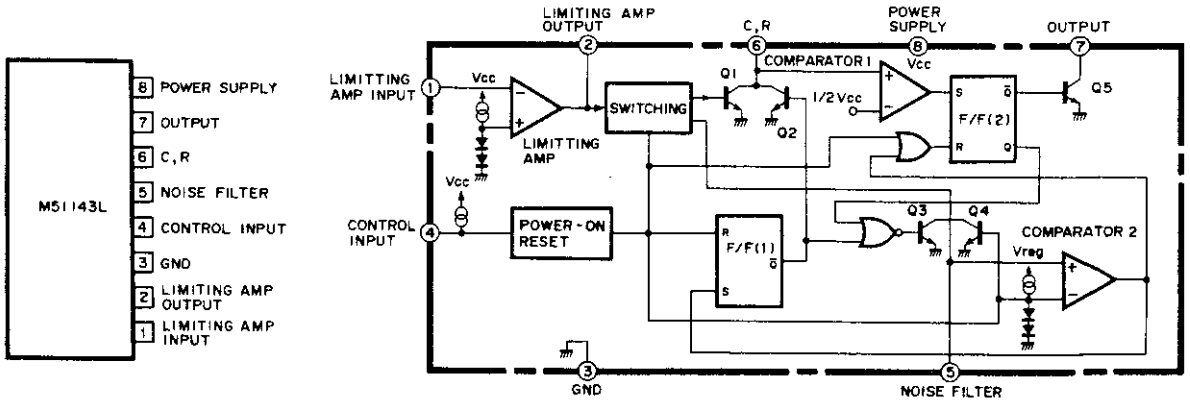 M51143L
8 POWER SUPPLY
7 OUTPUT
6 C,R
5 NOISE FILTER
4 CONTROL INPUT
3 GND
2 LIMITING AMP
OUTPUT
1 LIMITING AMP
INPUT
LIMITING AMP
OUTPUT
2
C,R
6
POWER
SUPPLY
8
Vcc
OUTPUT
7
LIMITTING
AMP INPUT
1
Vcc
−
+
LIMITTING
AMP
SWITCHING
Q1
Q2
COMPARATOR 1
+
−
1/2 Vcc
S
Q̅
F/F(2)
R
Q
Q5
CONTROL
INPUT
4
Vcc
POWER-ON
RESET
R
F/F(1)
Q̅
S
Q3
Q4
COMPARATOR 2
Vreg
+
−
3
GND
5
NOISE FILTER